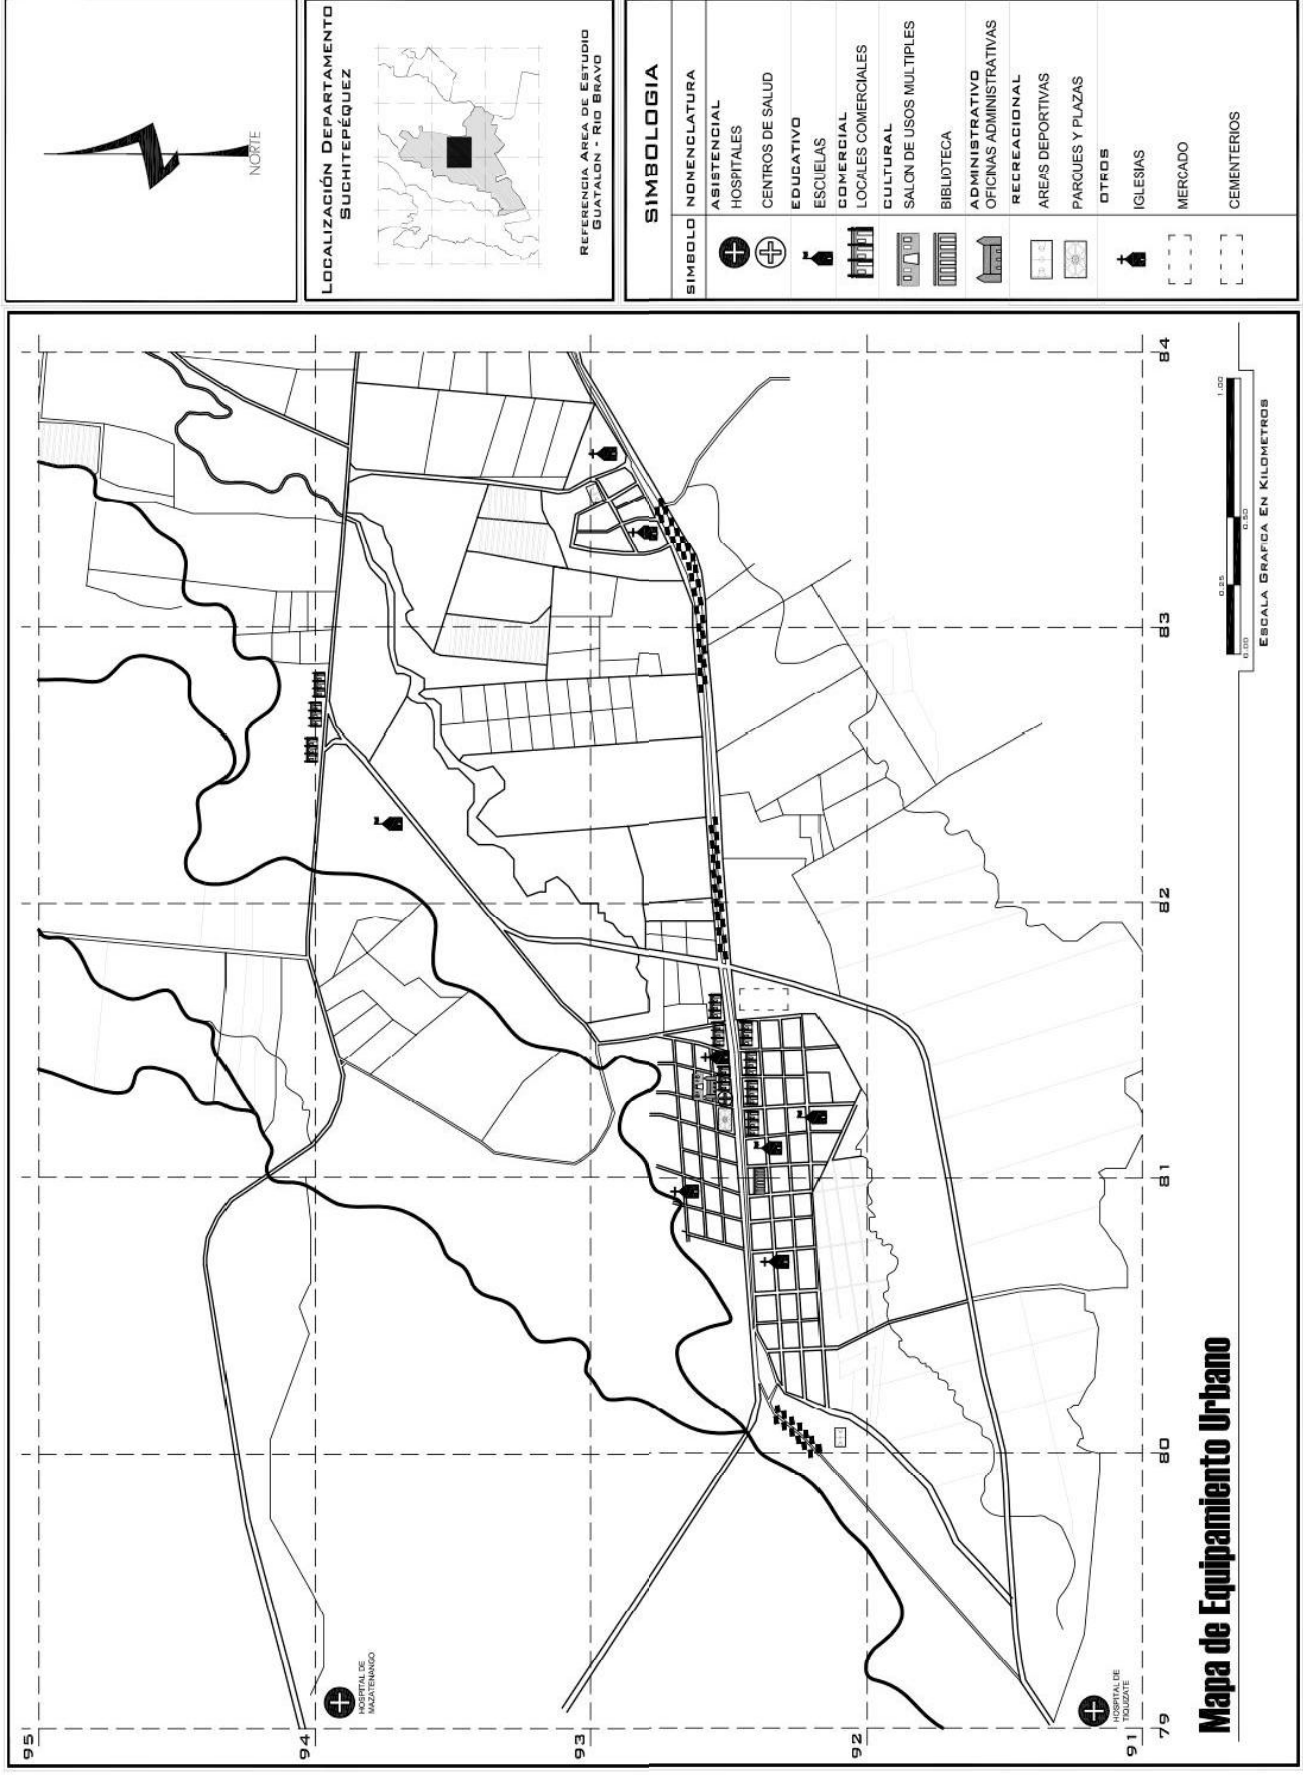 NORTE
LOCALIZACIÓN DEPARTAMENTO
SUCHITEPÉQUEZ
REFERENCIA AREA DE ESTUDIO
GUATALON - RIO BRAVO
SIMBOLOGIA
SIMBOLO NOMENCLATURA
ASISTENCIAL
HOSPITALES
CENTROS DE SALUD
EDUCATIVO
ESCUELAS
COMERCIAL
LOCALES COMERCIALES
CULTURAL
SALON DE USOS MULTIPLES
BIBLIOTECA
ADMINISTRATIVO
OFICINAS ADMINISTRATIVAS
RECREACIONAL
AREAS DEPORTIVAS
PARQUES Y PLAZAS
OTROS
IGLESIAS
MERCADO
CEMENTERIOS
95
94
93
92
91
79
80
81
82
83
84
HOSPITAL DE
MAZATENANGO
HOSPITAL DE
TIQUIZATE
Mapa de Equipamiento Urbano
0.00 0.25 0.50 1.00
ESCALA GRAFICA EN KILOMETROS